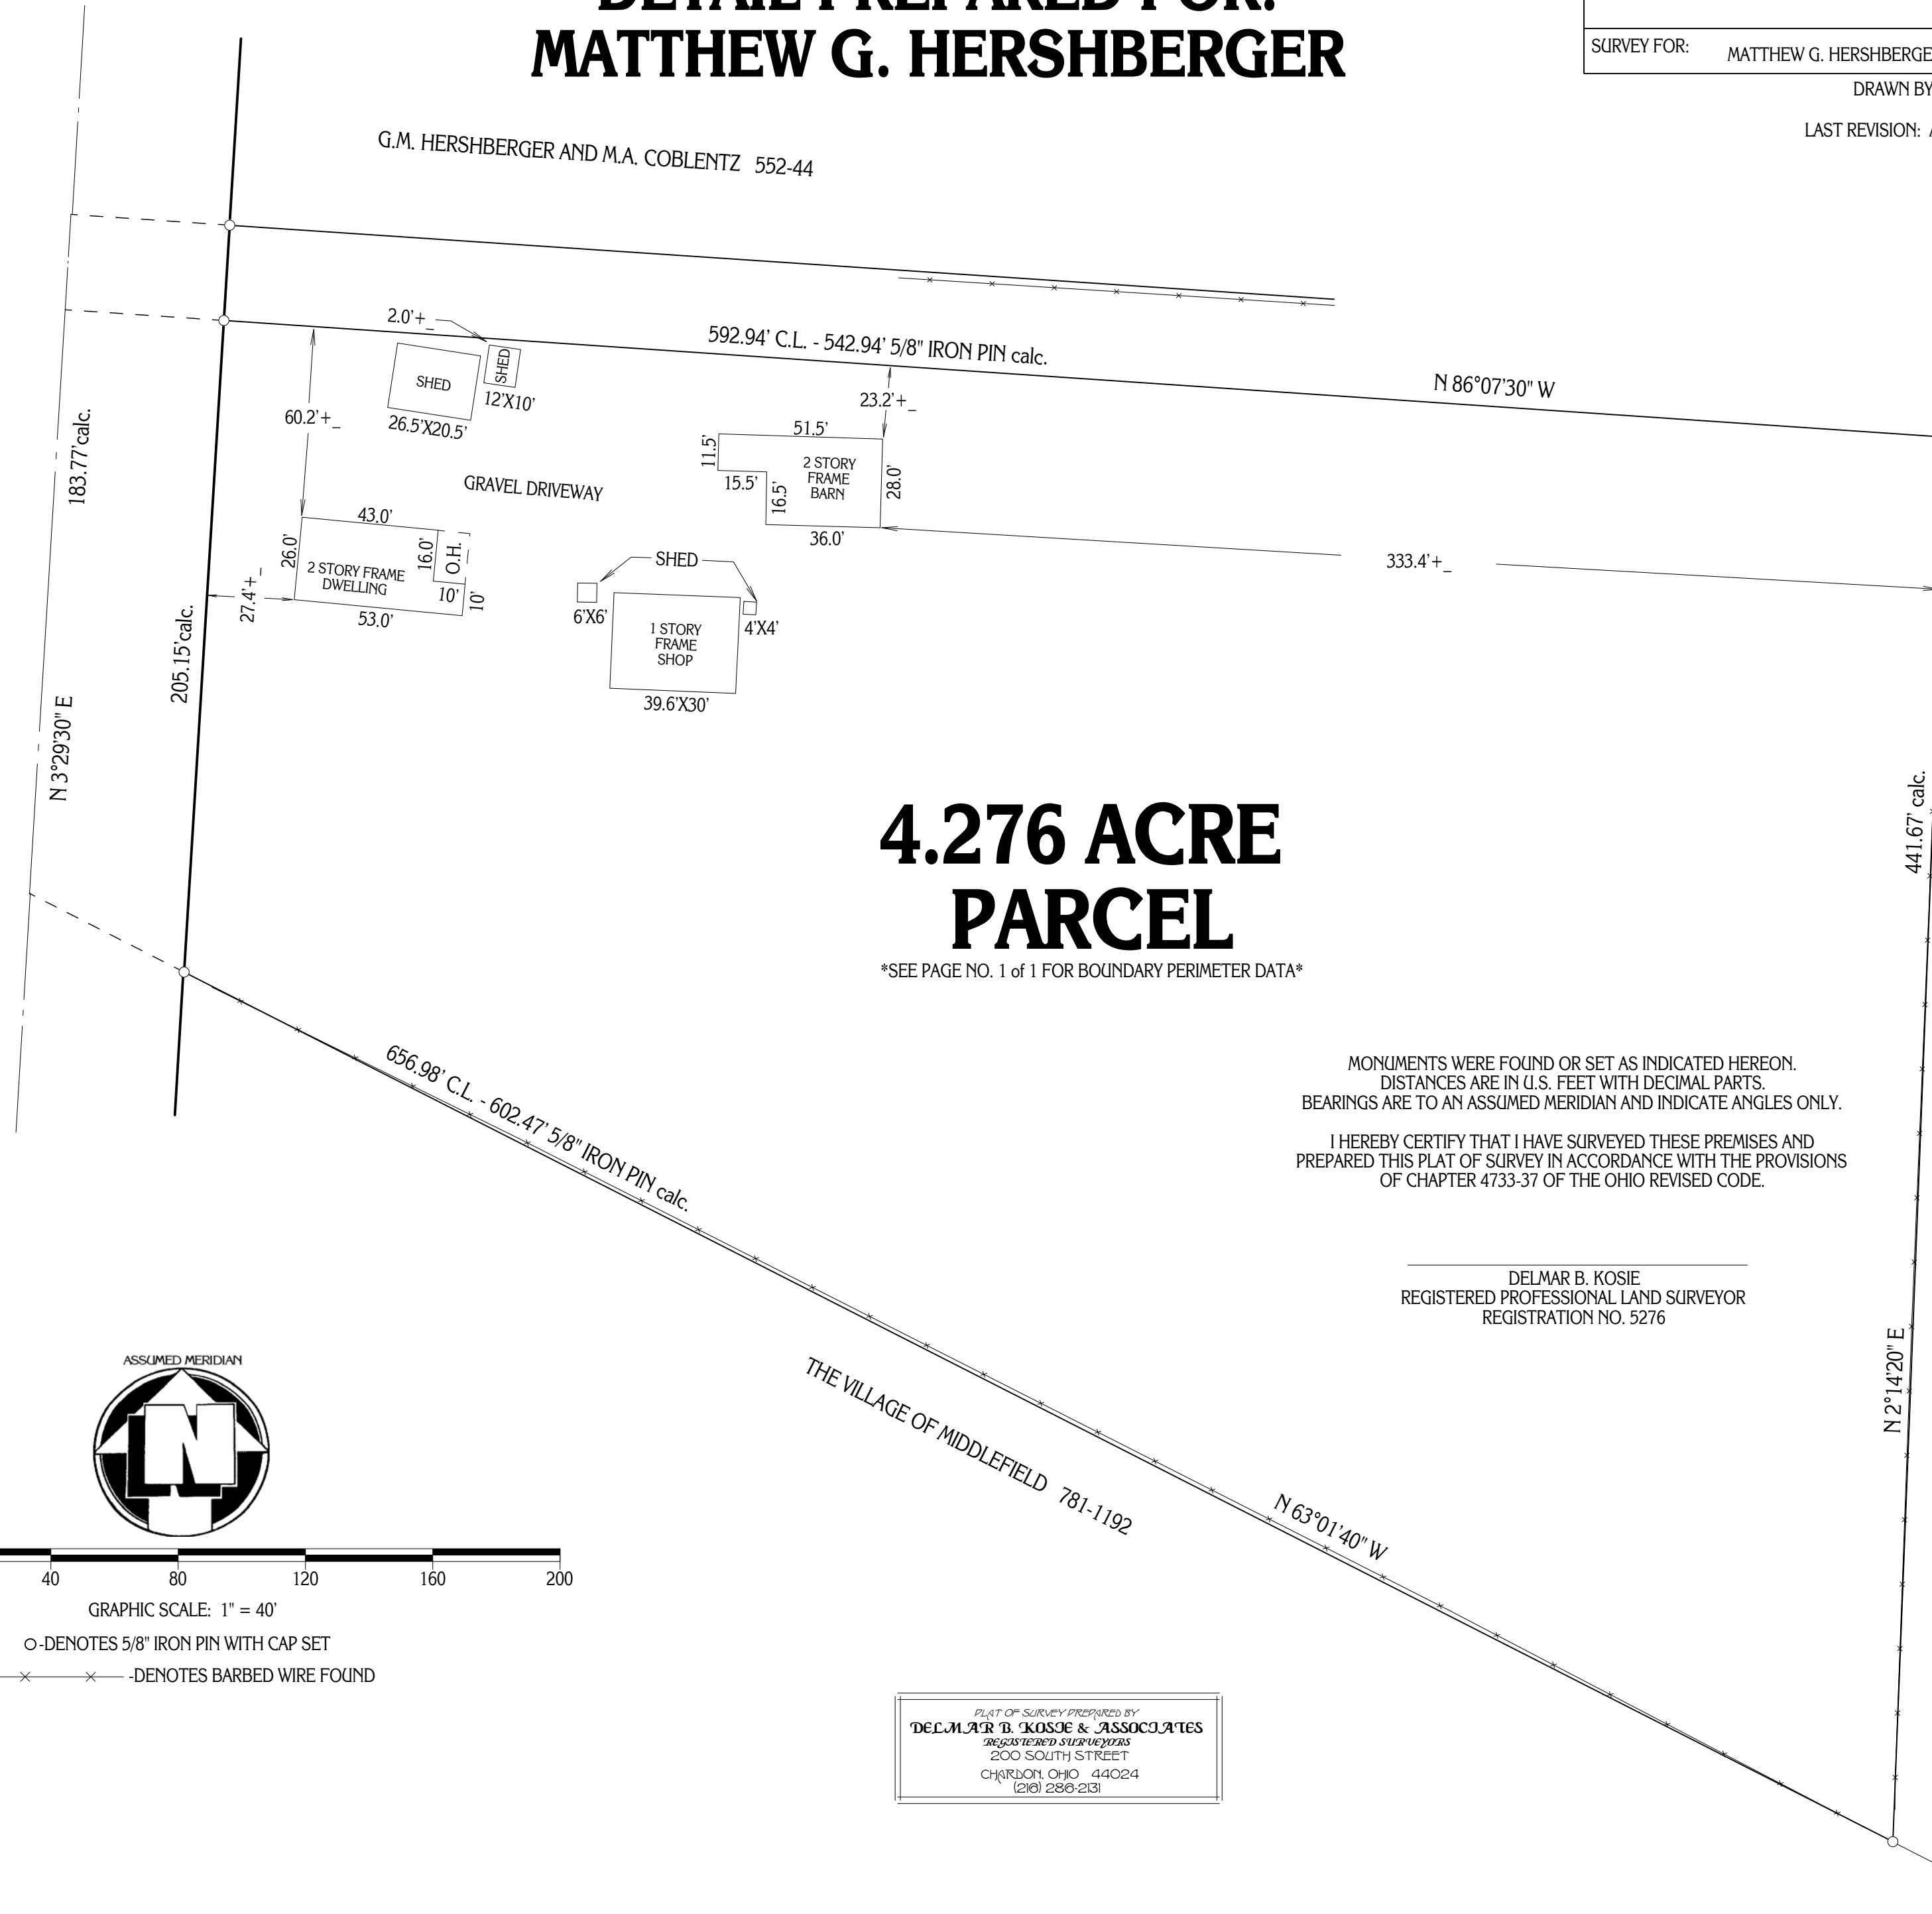 DETAIL PREPARED FOR:
MATTHEW G. HERSHBERGER
SURVEY FOR: MATTHEW G. HERSHBERGE
DRAWN BY
LAST REVISION:
G.M. HERSHBERGER AND M.A. COBLENTZ 552-44
2.0'+_
592.94' C.L. - 542.94' 5/8" IRON PIN calc.
N 86°07'30" W
SHED
SHED
12'X10'
26.5'X20.5'
60.2'+_
23.2'+_
183.77'calc.
GRAVEL DRIVEWAY
51.5'
11.5'
2 STORY
FRAME
BARN
15.5'
16.5'
28.0'
36.0'
333.4'+_
43.0'
26.0'
16.0'
O.H.
2 STORY FRAME
DWELLING
10'
10'
53.0'
27.4'+_
SHED
6'X6'
4'X4'
1 STORY
FRAME
SHOP
39.6'X30'
205.15'calc.
N 3°29'30" E
4.276 ACRE
PARCEL
*SEE PAGE NO. 1 of 1 FOR BOUNDARY PERIMETER DATA*
441.67' calc.
656.98' C.L. - 602.47' 5/8" IRON PIN calc.
MONUMENTS WERE FOUND OR SET AS INDICATED HEREON.
DISTANCES ARE IN U.S. FEET WITH DECIMAL PARTS.
BEARINGS ARE TO AN ASSUMED MERIDIAN AND INDICATE ANGLES ONLY.
I HEREBY CERTIFY THAT I HAVE SURVEYED THESE PREMISES AND
PREPARED THIS PLAT OF SURVEY IN ACCORDANCE WITH THE PROVISIONS
OF CHAPTER 4733-37 OF THE OHIO REVISED CODE.
DELMAR B. KOSIE
REGISTERED PROFESSIONAL LAND SURVEYOR
REGISTRATION NO. 5276
N 2°14'20" E
THE VILLAGE OF MIDDLEFIELD 781-1192
N 63°01'40" W
ASSUMED MERIDIAN
N
40 80 120 160 200
GRAPHIC SCALE: 1" = 40'
-DENOTES 5/8" IRON PIN WITH CAP SET
-DENOTES BARBED WIRE FOUND
PLAT OF SURVEY PREPARED BY
DELMAR B. KOSIE & ASSOCIATES
REGISTERED SURVEYORS
200 SOUTH STREET
CHARDON, OHIO 44024
(216) 286-2131